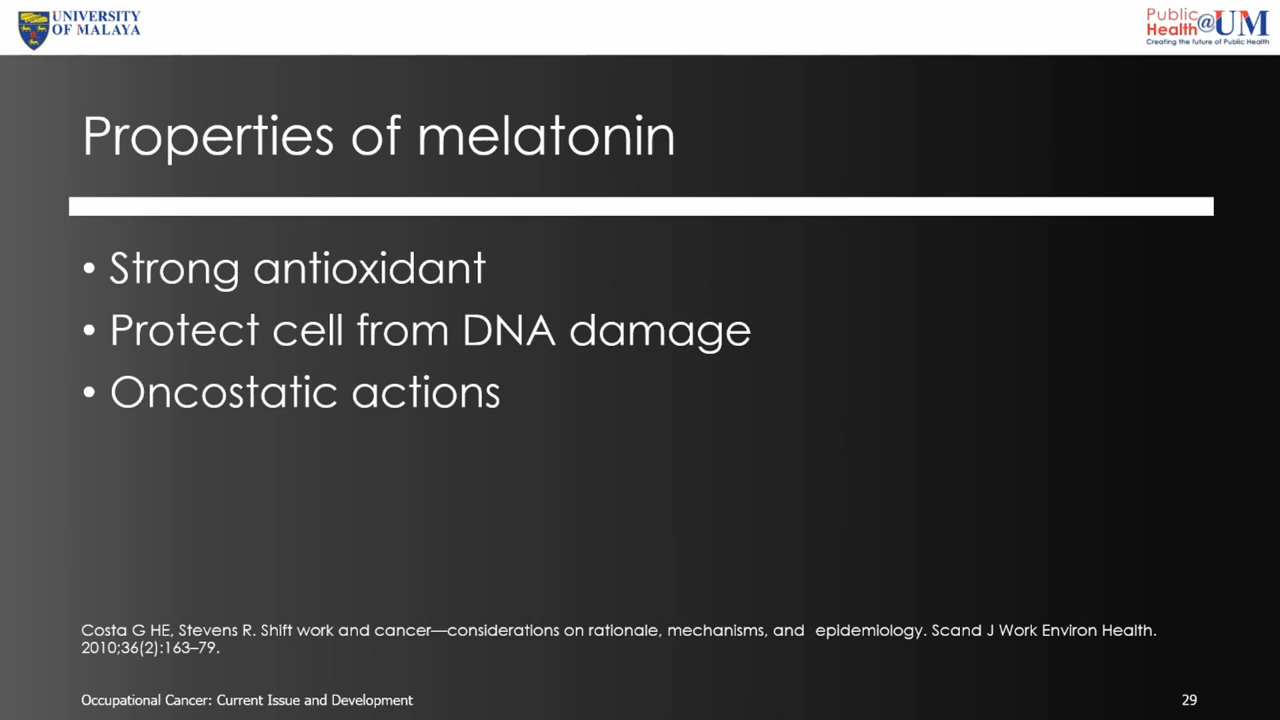 UNIVERSITY
OF MALAYA
Public
Health@UM
Creating the future of Public Health
Properties of melatonin
• Strong antioxidant
• Protect cell from DNA damage
• Oncostatic actions
Costa G HE, Stevens R. Shift work and cancer—considerations on rationale, mechanisms, and epidemiology. Scand J Work Environ Health.
2010;36(2):163–79.
Occupational Cancer: Current Issue and Development
29